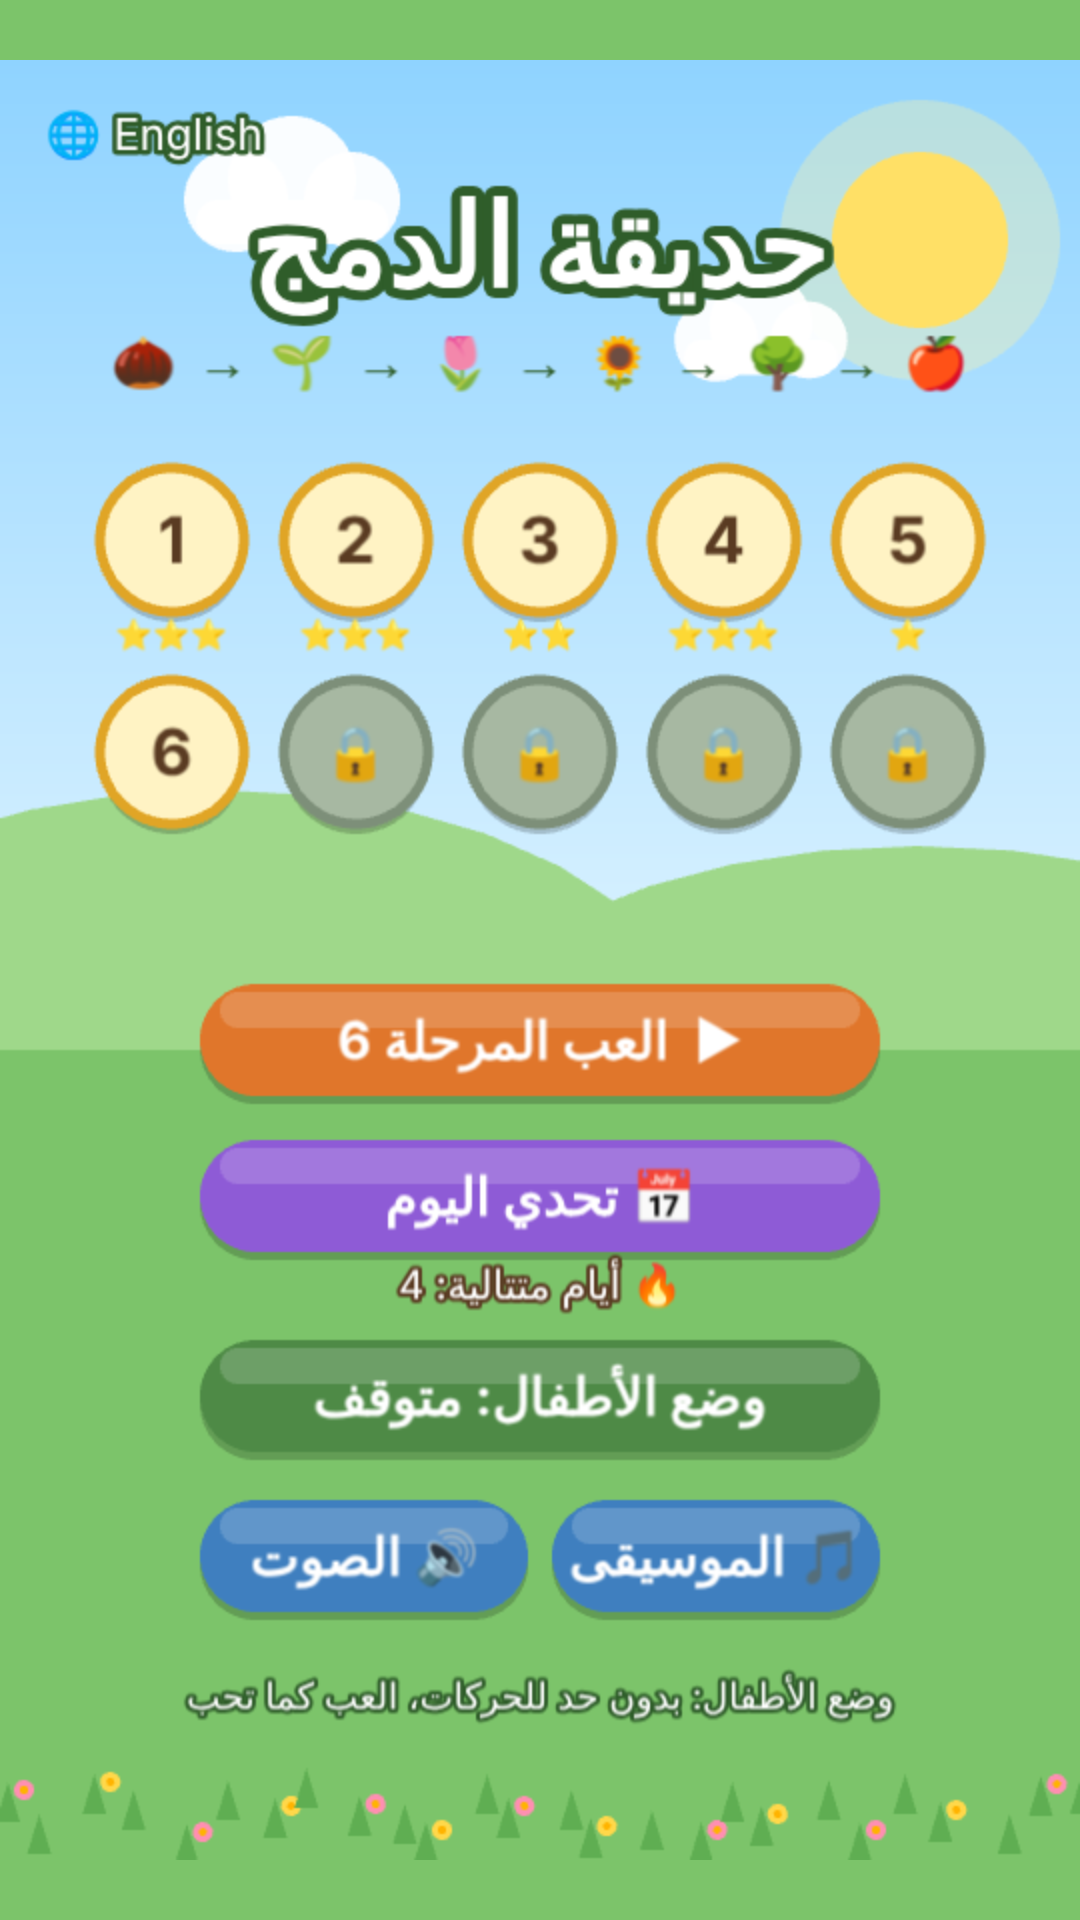 🌐 English
حديقة الدمج
🌰 → 🌱 → 🌷 → 🌻 → 🌳 → 🍎
1 2 3 4 5
⭐⭐⭐ ⭐⭐⭐ ⭐⭐ ⭐⭐⭐ ⭐
6 🔒 🔒 🔒 🔒
▶ العب المرحلة 6
📅 تحدي اليوم
🔥 أيام متتالية: 4
وضع الأطفال: متوقف
🎵 الموسيقى
🔊 الصوت
وضع الأطفال: بدون حد للحركات، العب كما تحب